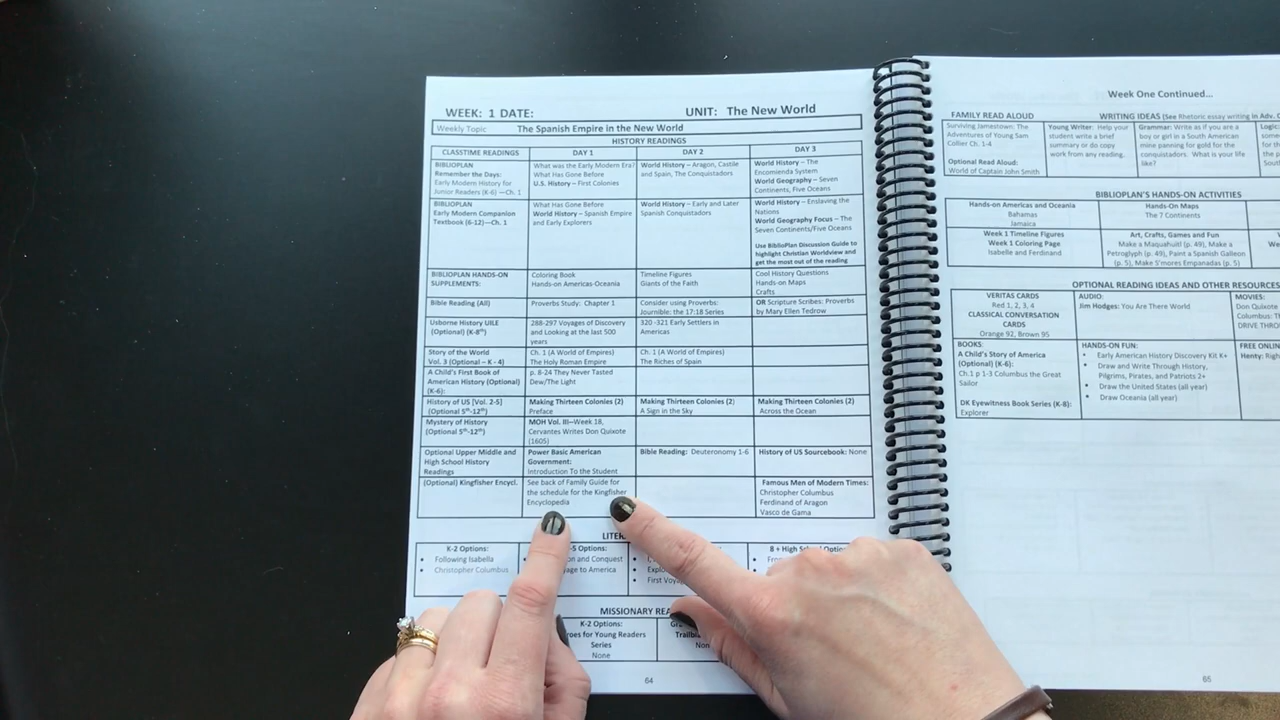 WEEK: 1 DATE: UNIT: The New World
Weekly Topic The Spanish Empire in the New World
HISTORY READINGS
CLASSTIME READINGS DAY 1 DAY 2 DAY 3
BIBLIOPLAN
Remember the Days:
Early Modern History for
Junior Readers (K-6) —Ch. 1
What was the Early Modern Era?
What Has Gone Before
U.S. History – First Colonies
World History – Aragon, Castile
and Spain, The Conquistadors
World History – The
Encomienda System
World Geography – Seven
Continents, Five Oceans
BIBLIOPLAN
Early Modern Companion
Textbook (6-12)—Ch. 1
What Has Gone Before
World History – Spanish Empire
and Early Explorers
World History – Early and Later
Spanish Conquistadors
World History – Enslaving the
Nations
World Geography Focus – The
Seven Continents/Five Oceans
Use BiblioPlan Discussion Guide to
highlight Christian Worldview and
get the most out of the reading
BIBLIOPLAN HANDS-ON
SUPPLEMENTS:
Coloring Book
Hands-on Americas-Oceania
Timeline Figures
Giants of the Faith
Cool History Questions
Hands-on Maps
Crafts
Bible Reading (All)
Proverbs Study: Chapter 1
Consider using Proverbs:
Journible: the 17:18 Series
OR Scripture Scribes: Proverbs
by Mary Ellen Tedrow
Usborne History UILE
(Optional) (K-8th)
288-297 Voyages of Discovery
and Looking at the last 500
years
320 -321 Early Settlers in
Americas
Story of the World
Vol. 3 (Optional – K - 4)
Ch. 1 (A World of Empires)
The Holy Roman Empire
Ch. 1 (A World of Empires)
The Riches of Spain
A Child's First Book of
American History (Optional)
(K-6):
p. 8-24 They Never Tasted
Dew/The Light
History of US [Vol. 2-5]
(Optional 5th-12th)
Making Thirteen Colonies (2)
Preface
Making Thirteen Colonies (2)
A Sign in the Sky
Making Thirteen Colonies (2)
Across the Ocean
Mystery of History
(Optional 5th-12th)
MOH Vol. III—Week 18,
Cervantes Writes Don Quixote
(1605)
Optional Upper Middle and
High School History
Readings
Power Basic American
Government:
Introduction To the Student
Bible Reading: Deuteronomy 1-6
History of US Sourcebook: None
(Optional) Kingfisher Encycl.
See back of Family Guide for
the schedule for the Kingfisher
Encyclopedia
Famous Men of Modern Times:
Christopher Columbus
Ferdinand of Aragon
Vasco de Gama
K-2 Options:
• Following Isabella
• Christopher Columbus
-5 Options:
and Conquest
to America
8 + High
• First
MISSIONARY
K-2 Options:
for Young Readers
Series
None
64
Week One Continued...
FAMILY READ ALOUD
Surviving Jamestown: The
Adventures of Young Sam
Collier Ch. 1-4
Optional Read Aloud:
World of Captain John Smith
WRITING IDEAS (See Rhetoric essay writing in Adv.
Young Writer: Help your
student write a brief
summary or do copy
work from any reading.
Grammar: Write as if you are a
boy or girl in a South American
mine panning for gold for the
conquistadors. What is your life
like?
BIBLIOPLAN'S HANDS-ON ACTIVITIES
Hands-on Americas and Oceania
Bahamas
Jamaica
Hands-on Maps
The 7 Continents
Week 1 Timeline Figures
Week 1 Coloring Page
Isabelle and Ferdinand
Art, Crafts, Games and Fun
Make a Maquahuitl (p. 49), Make a
Petroglyph (p. 49), Paint a Spanish Galleon
(p. 5), Make S'mores Empanadas (p. 5)
OPTIONAL READING IDEAS AND OTHER RESOURCES
VERITAS CARDS
Red 1, 2, 3, 4
CLASSICAL CONVERSATION
CARDS
Orange 92, Brown 95
AUDIO:
Jim Hodges: You Are There World
MOVIES:
Don Quixote
DRIVE
BOOKS:
A Child's Story of America
(Optional) (K-6):
Ch.1 p 1-3 Columbus the Great
Sailor
DK Eyewitness Book Series (K-8):
Explorer
HANDS-ON FUN:
• Early American History Discovery Kit K+
• Draw and Write Through History,
Pilgrims, Pirates, and Patriots 2+
• Draw the United States (all year)
• Draw Oceania (all year)
FREE
Henty:
65